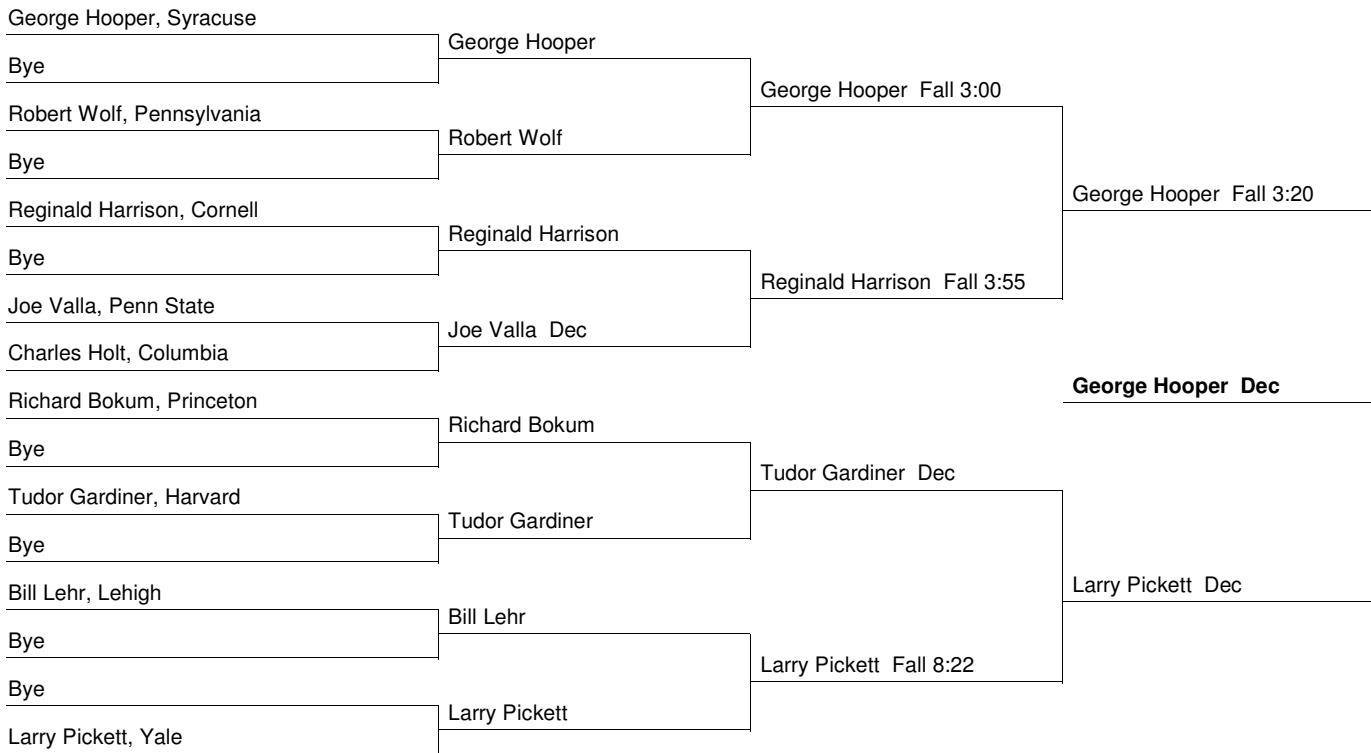 George Hooper, Syracuse
Bye
Robert Wolf, Pennsylvania
Bye
Reginald Harrison, Cornell
Bye
Joe Valla, Penn State
Charles Holt, Columbia
Richard Bokum, Princeton
Bye
Tudor Gardiner, Harvard
Bye
Bill Lehr, Lehigh
Bye
Bye
Larry Pickett, Yale
George Hooper
Robert Wolf
Reginald Harrison
Joe Valla Dec
Richard Bokum
Tudor Gardiner
Bill Lehr
Larry Pickett
George Hooper Fall 3:00
Reginald Harrison Fall 3:55
Tudor Gardiner Dec
Larry Pickett Fall 8:22
George Hooper Fall 3:20
George Hooper Dec
Larry Pickett Dec